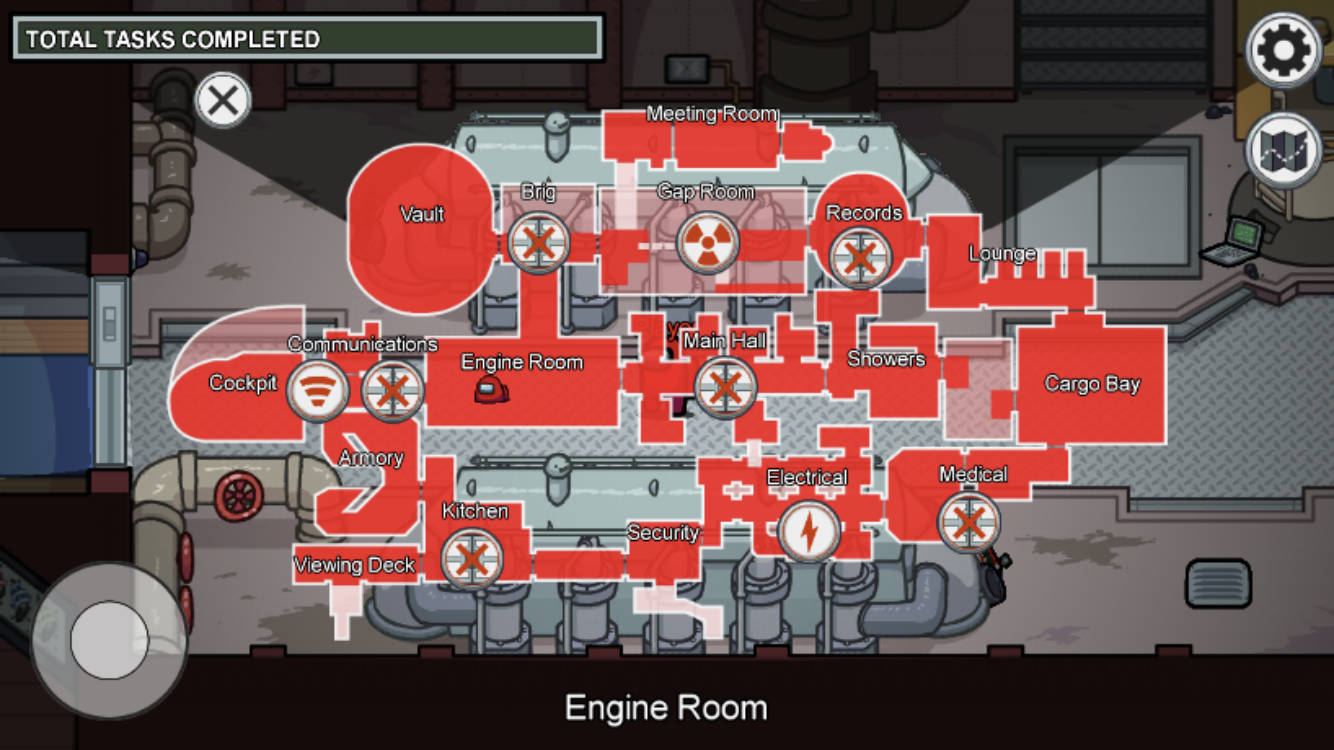 TOTAL TASKS COMPLETED
Meeting Room
Brig
Gap Room
Vault
Records
Lounge
Communications
Main Hall
Engine Room
Showers
Cockpit
Cargo Bay
Armory
Medical
Electrical
Kitchen
Security
Viewing Deck
Engine Room